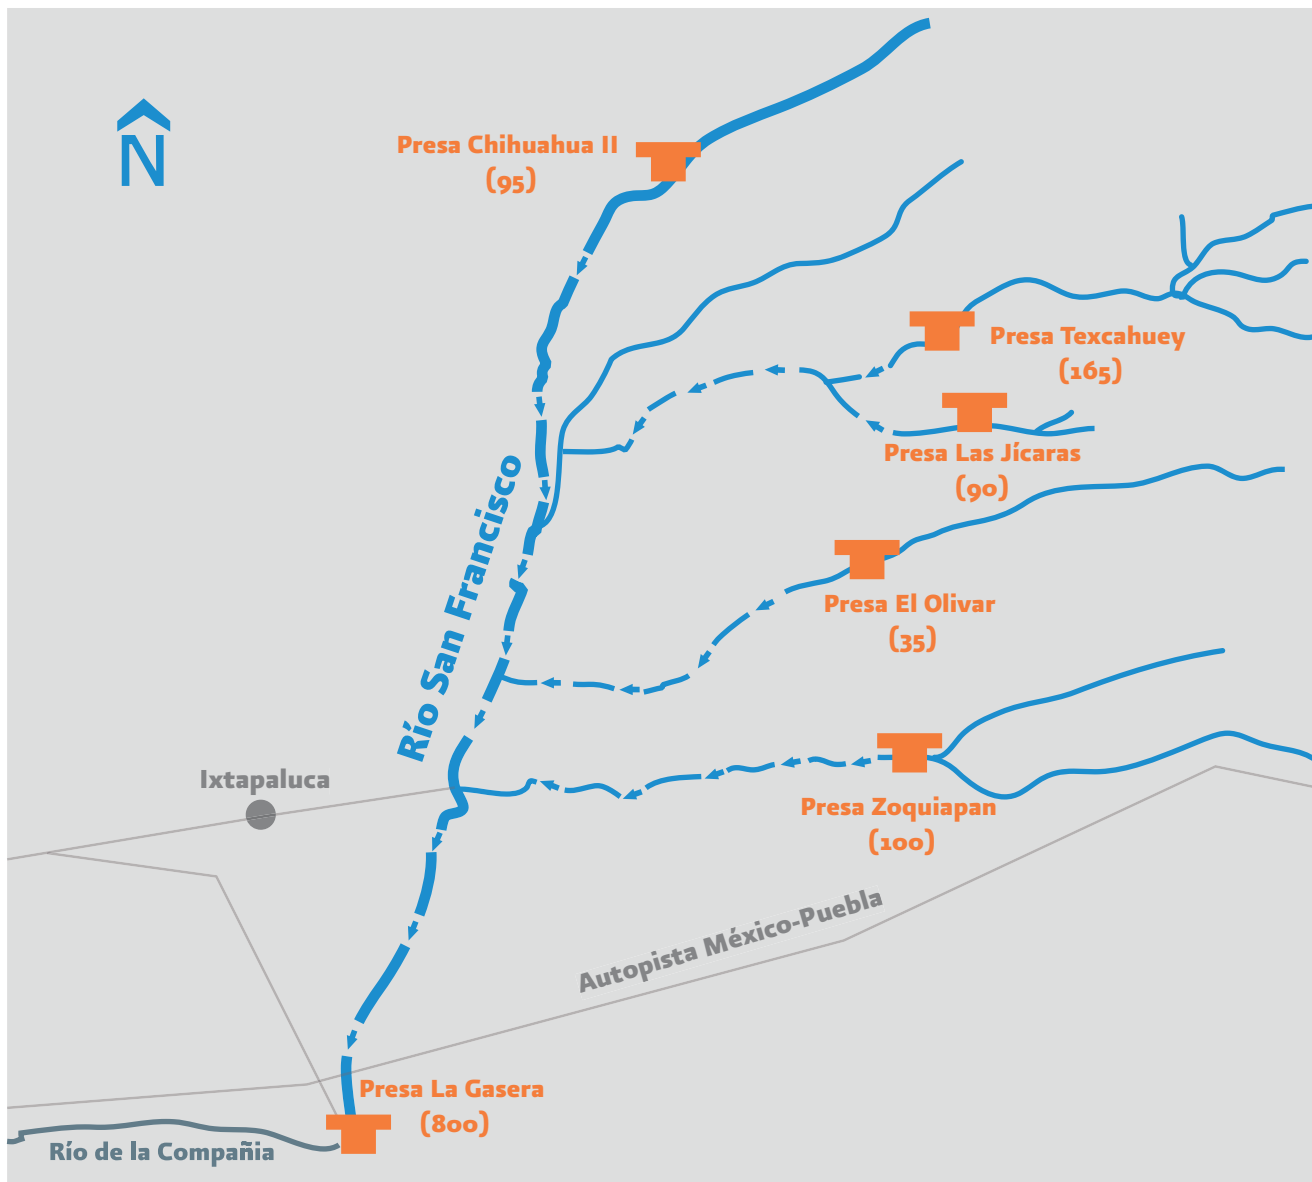 N
Presa Chihuahua II
(95)
Presa Texcahuey
(165)
Presa Las Jícaras
(90)
Río San Francisco
Presa El Olivar
(35)
Ixtapaluca
Presa Zoquiapan
(100)
Autopista México-Puebla
Presa La Gasera
(800)
Río de la Compañia